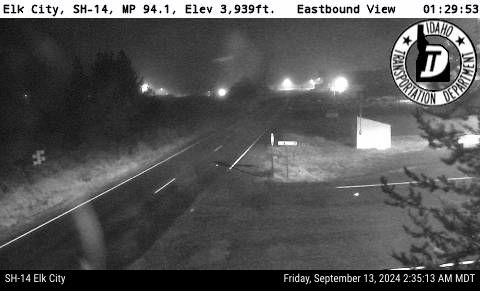 Elk City, SH-14, MP 94.1, Elev 3,939ft. Eastbound View 01:29:53
IDAHO
TRANSPORTATION DEPARTMENT
SH-14 Elk City Friday, September 13, 2024 2:35:13 AM MDT